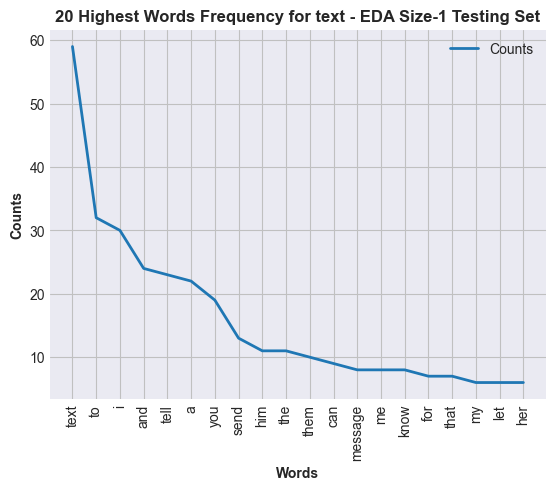 20 Highest Words Frequency for text - EDA Size-1 Testing Set
Counts
60
50
40
30
20
10
Counts
text
to
i
and
tell
a
you
send
him
the
them
can
message
me
know
for
that
my
let
her
Words